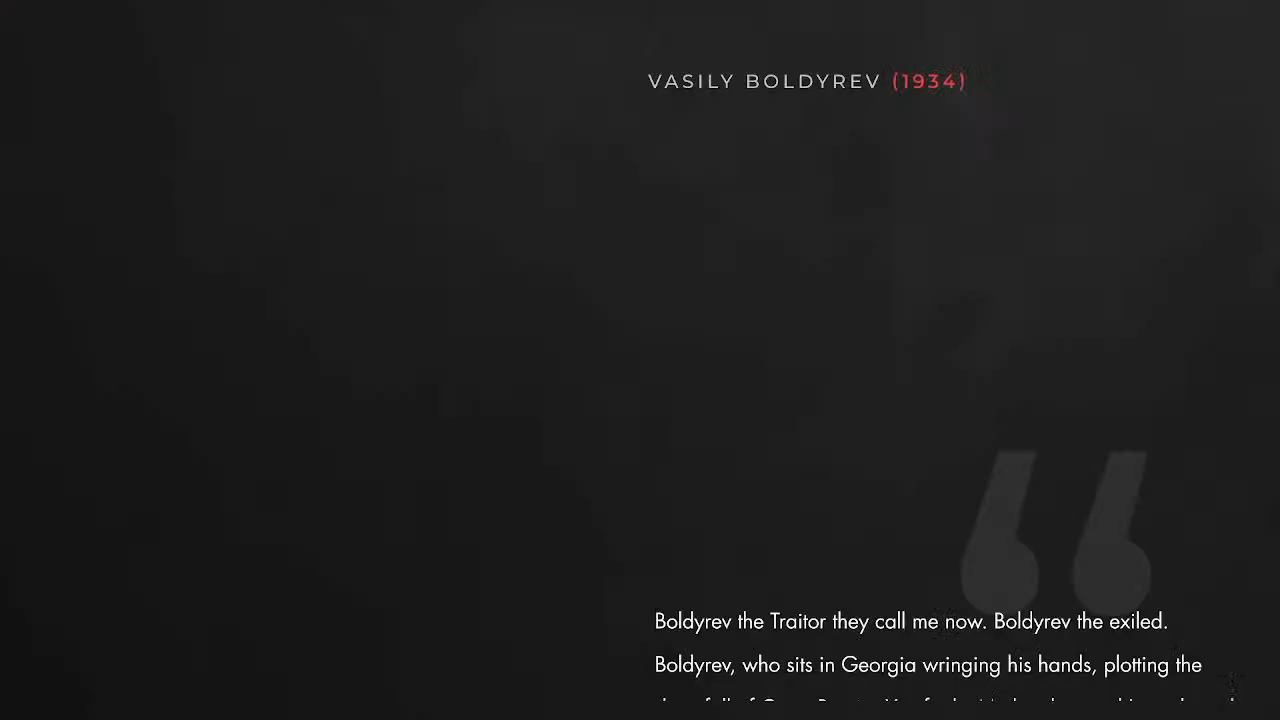 VASILY BOLDYREV (1934)
Boldyrev the Traitor they call me now. Boldyrev the exiled.
Boldyrev, who sits in Georgia wringing his hands, plotting the